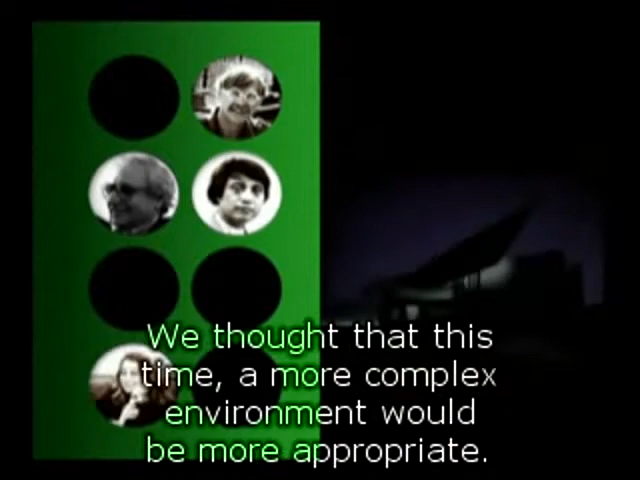 We thought that this
time, a more complex
environment would
be more appropriate.